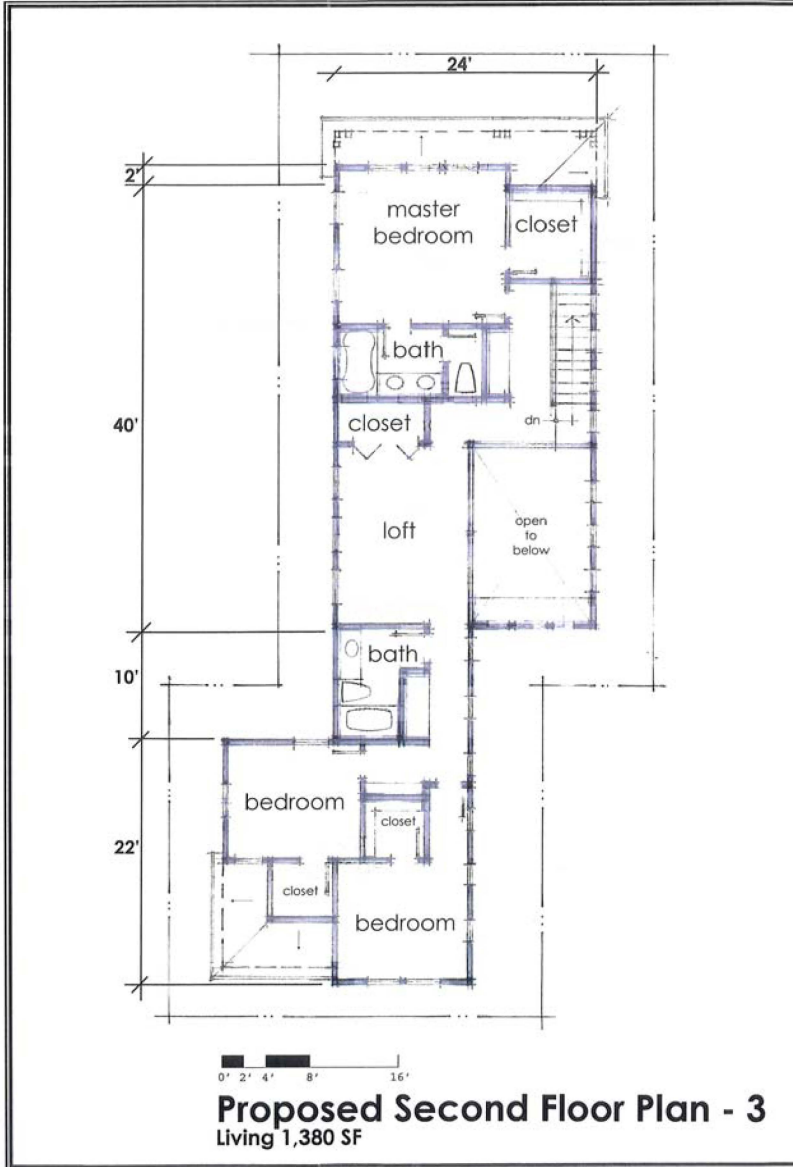 24'
2'
master
bedroom
closet
bath
closet
dn
40'
loft
open
to
below
bath
10'
bedroom
closet
22'
closet
bedroom
0' 2' 4' 8' 16'
Proposed Second Floor Plan - 3
Living 1,380 SF